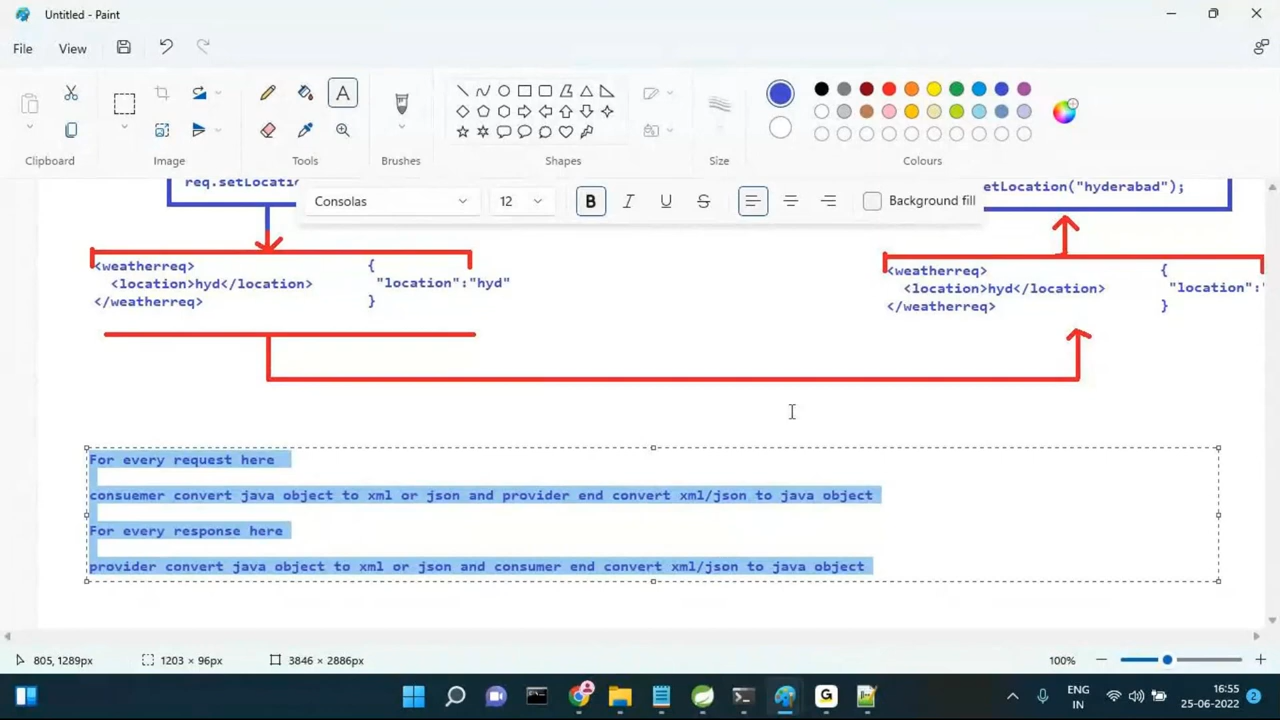 Untitled - Paint
File
View
Clipboard
Image
Tools
Brushes
Shapes
Size
Colours
Consolas
12
B
Background fill
req.setLocatio
etLocation("hyderabad");
<weatherreq>
<location>hyd</location>
</weatherreq>
{
"location":"hyd"
}
<weatherreq>
<location>hyd</location>
</weatherreq>
{
"location":"
}
For every request here
consuemer convert java object to xml or json and provider end convert xml/json to java object
For every response here
provider convert java object to xml or json and consumer end convert xml/json to java object
805, 1289px
1203 × 96px
3846 × 2886px
100%
ENG
IN
16:55
25-06-2022
2